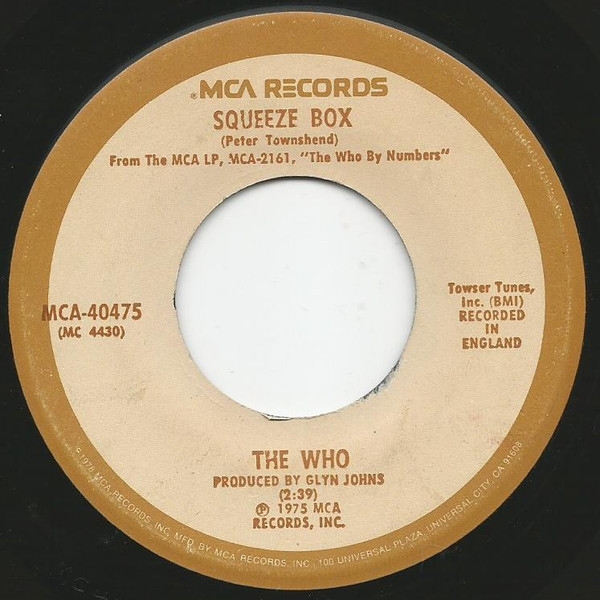 ®MCA RECORDS
SQUEEZE BOX
(Peter Townshend)
From The MCA LP, MCA-2161, "The Who By Numbers"
MCA-40475
(MC 4430)
Towser Tunes,
Inc. (BMI)
RECORDED
IN
ENGLAND
THE WHO
PRODUCED BY GLYN JOHNS
(2:39)
℗ 1975 MCA
RECORDS, INC.
©1975 MCA RECORDS, INC. MFD. BY MCA RECORDS, INC. 100 UNIVERSAL PLAZA, UNIVERSAL CITY, CA 91608